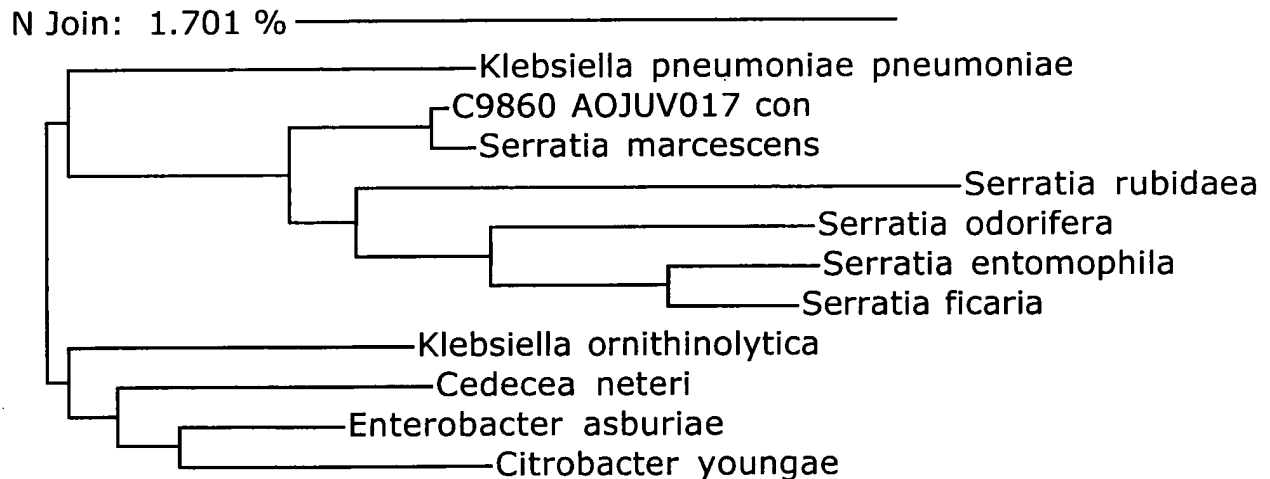 N Join: 1.701 %
Klebsiella pneumoniae pneumoniae
C9860 AOJUV017 con
Serratia marcescens
Serratia rubidaea
Serratia odorifera
Serratia entomophila
Serratia ficaria
Klebsiella ornithinolytica
Cedecea neteri
Enterobacter asburiae
Citrobacter youngae